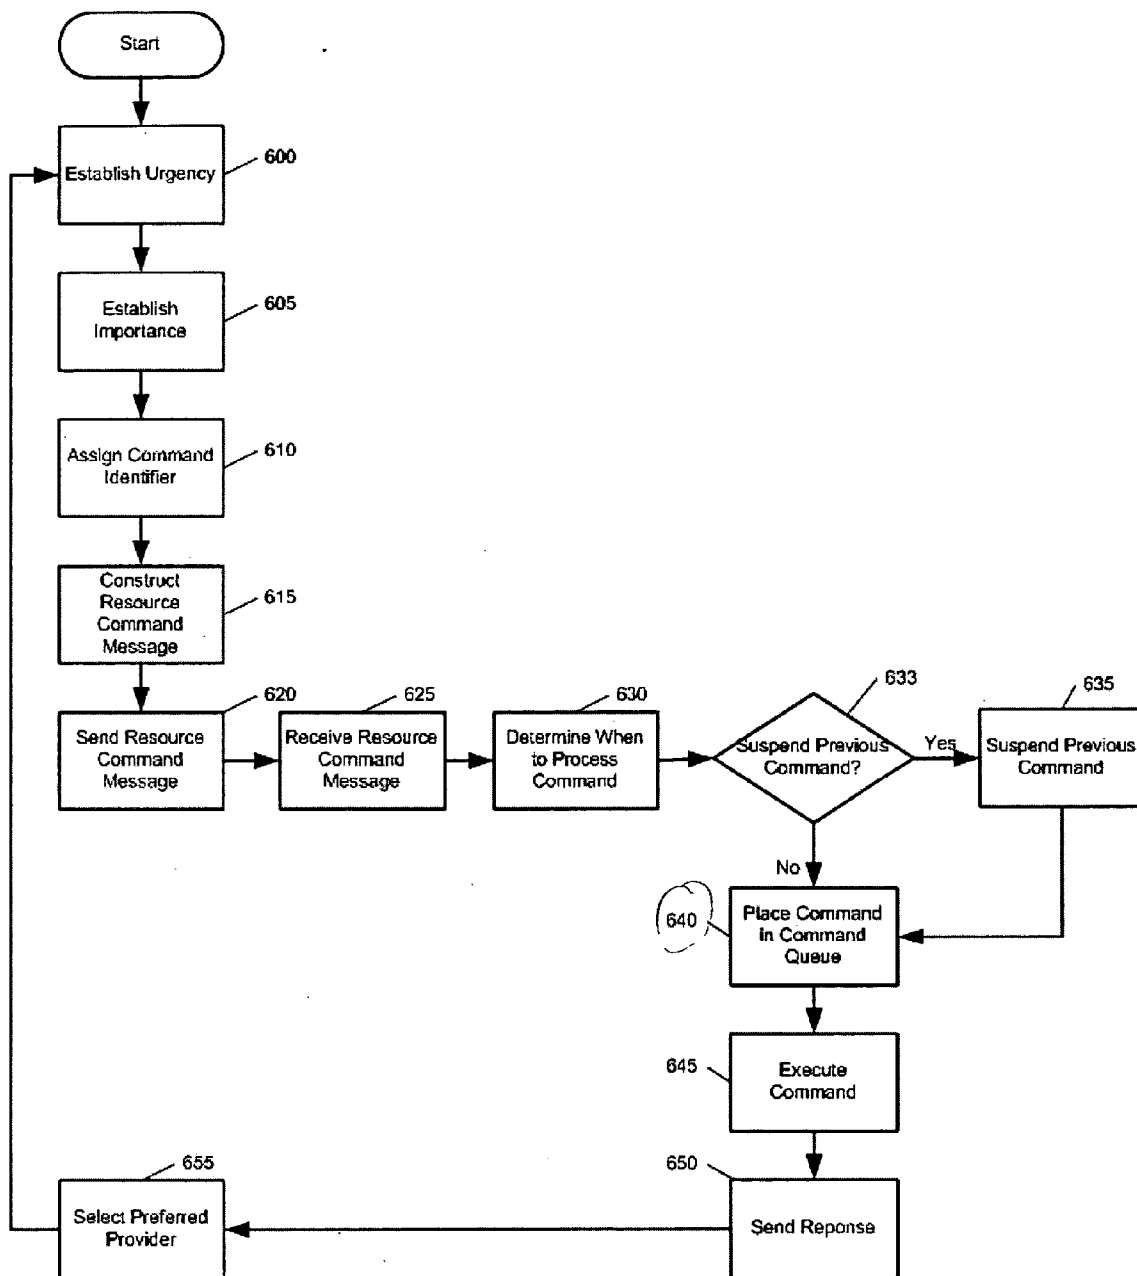 Start
Establish Urgency
600
Establish
Importance
605
Assign Command
Identifier
610
Construct
Resource
Command
Message
615
Send Resource
Command
Message
620
Receive Resource
Command
Message
625
Determine When
to Process
Command
630
Suspend Previous
Command?
633
Yes
Suspend Previous
Command
635
No
Place Command
in Command
Queue
640
Execute
Command
645
Send Reponse
650
Select Preferred
Provider
655